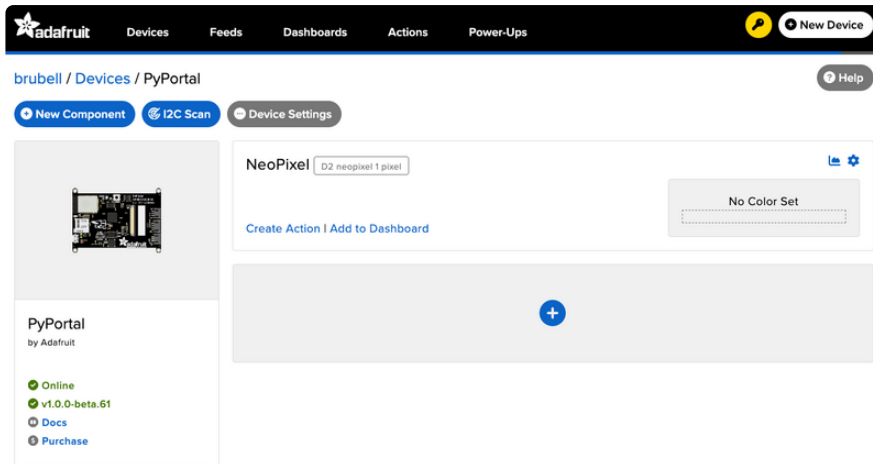 adafruit Devices Feeds Dashboards Actions Power-Ups New Device
brubell / Devices / PyPortal Help
New Component I2C Scan Device Settings
NeoPixel D2 neopixel 1 pixel
No Color Set
Create Action | Add to Dashboard
adafruit
PyPortal
by Adafruit
Online
v1.0.0-beta.61
Docs
Purchase